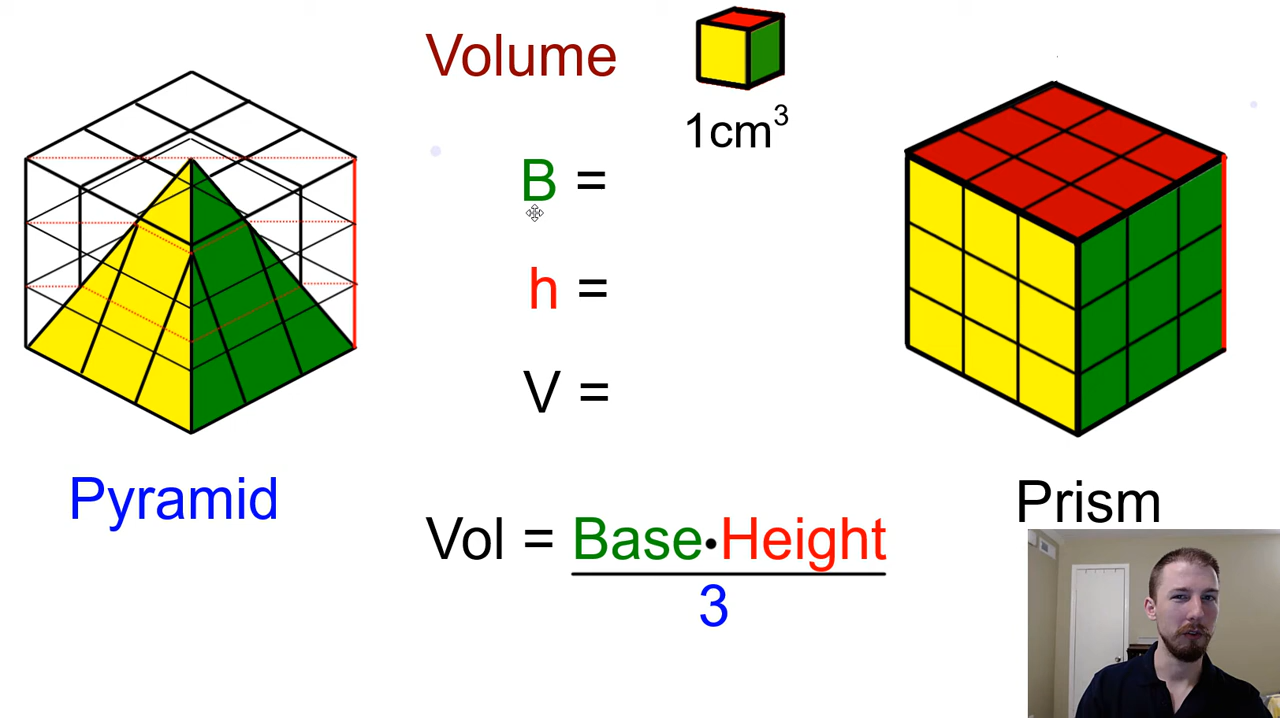 Volume
1cm³
B =
h =
V =
Pyramid
Prism
Vol = Base•Height
3